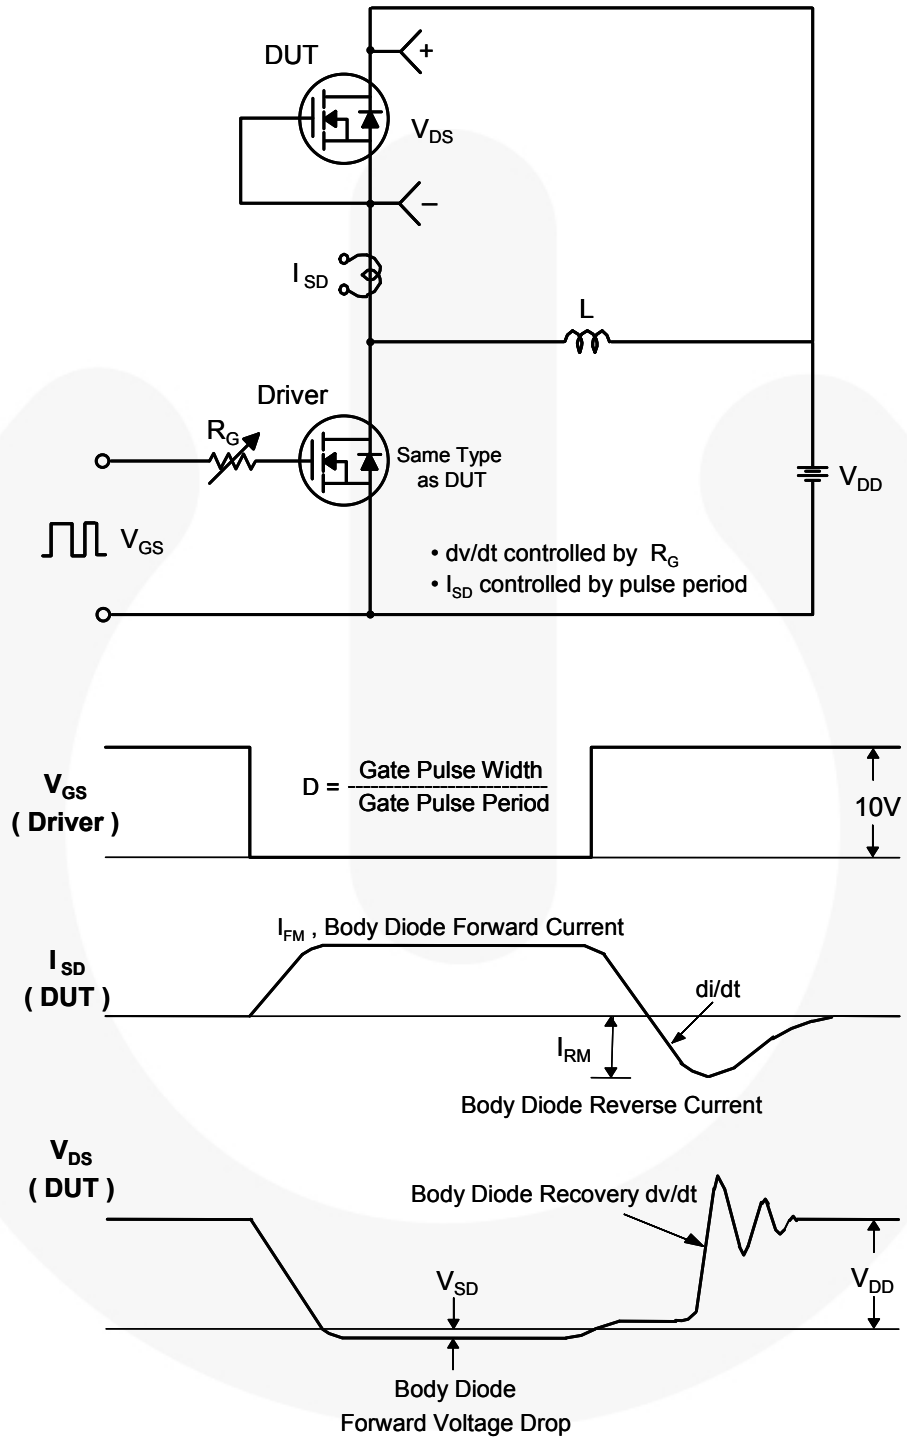 DUT
+
V_DS
−
I_SD
L
Driver
R_G
Same Type
as DUT
V_DD
V_GS
• dv/dt controlled by R_G
• I_SD controlled by pulse period
V_GS
( Driver )
D = Gate Pulse Width
Gate Pulse Period
10V
I_FM , Body Diode Forward Current
I_SD
( DUT )
di/dt
I_RM
Body Diode Reverse Current
V_DS
( DUT )
Body Diode Recovery dv/dt
V_SD
V_DD
Body Diode
Forward Voltage Drop